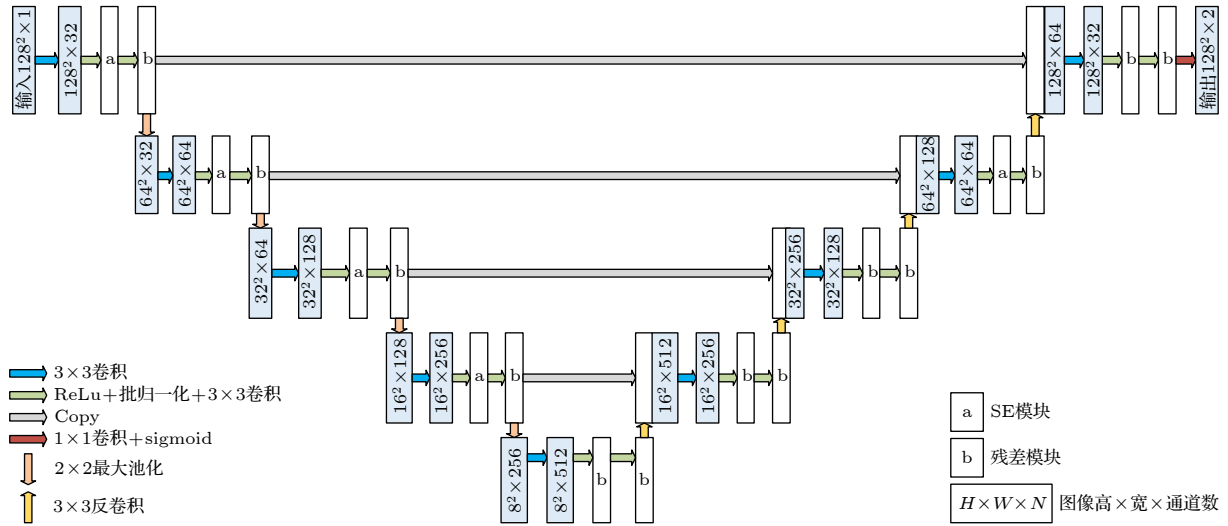 输入128²×1
128²×32
a
b
128²×64
128²×32
b
b
输出128²×2
64²×32
64²×64
a
b
64²×128
64²×64
a
b
32²×64
32²×128
a
b
32²×256
32²×128
b
b
16²×128
16²×256
a
b
16²×512
16²×256
b
b
8²×256
8²×512
b
b
3×3卷积
ReLu+批归一化+3×3卷积
Copy
1×1卷积+sigmoid
2×2最大池化
3×3反卷积
a SE模块
b 残差模块
H×W×N 图像高×宽×通道数